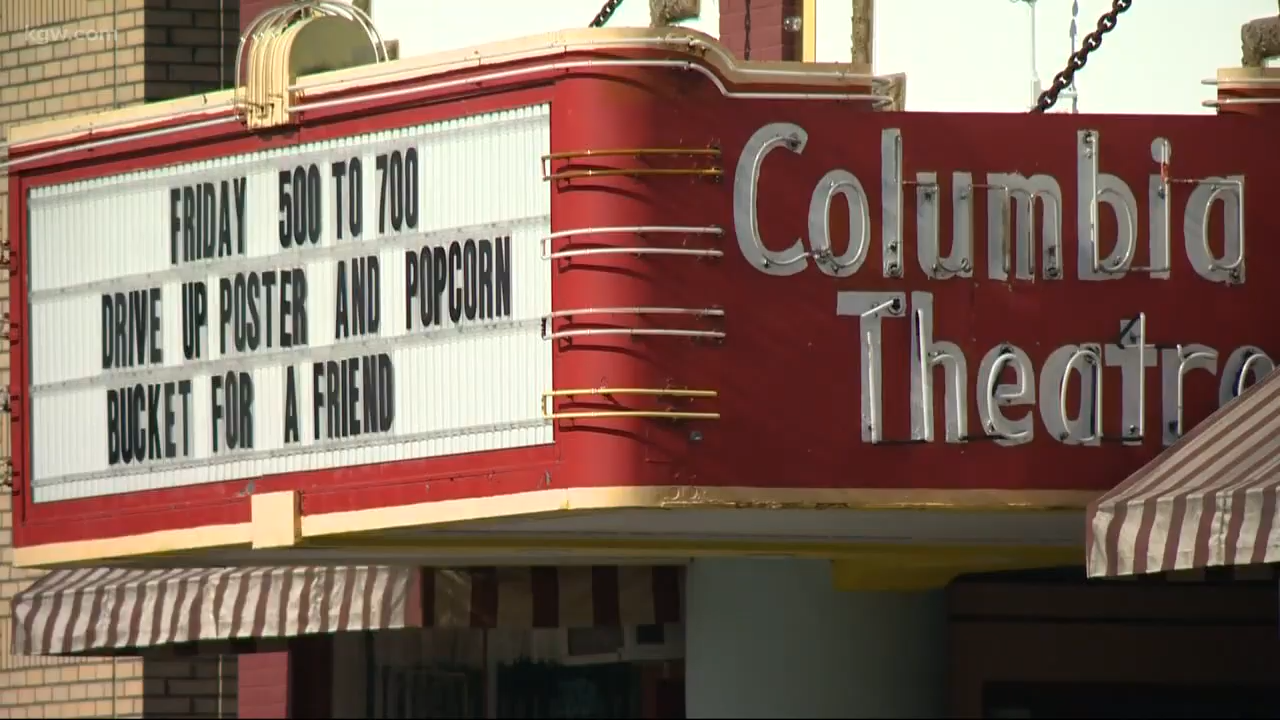 kgw.com
FRIDAY 500 TO 700
DRIVE UP POSTER AND POPCORN
BUCKET FOR A FRIEND
Columbia
Theatre